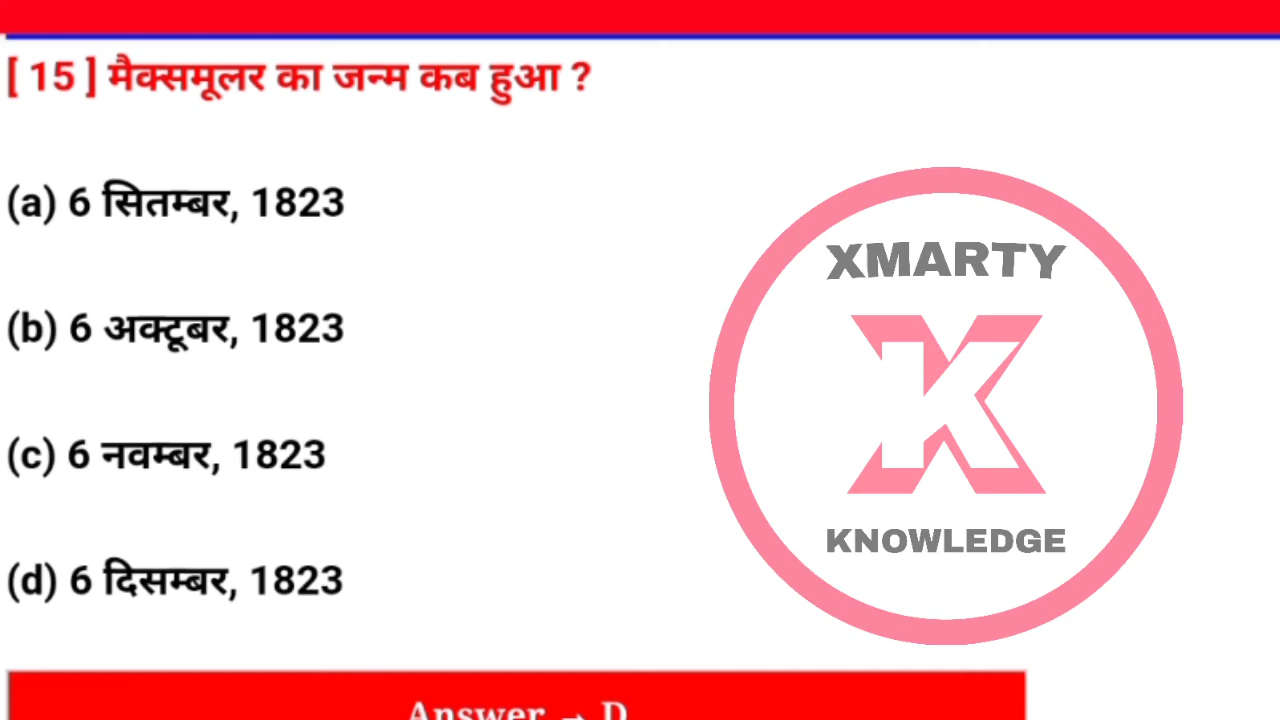 [ 15 ] मैक्समूलर का जन्म कब हुआ ?
(a) 6 सितम्बर, 1823
(b) 6 अक्टूबर, 1823
(c) 6 नवम्बर, 1823
(d) 6 दिसम्बर, 1823
XMARTY
X
K
KNOWLEDGE
Answer → D